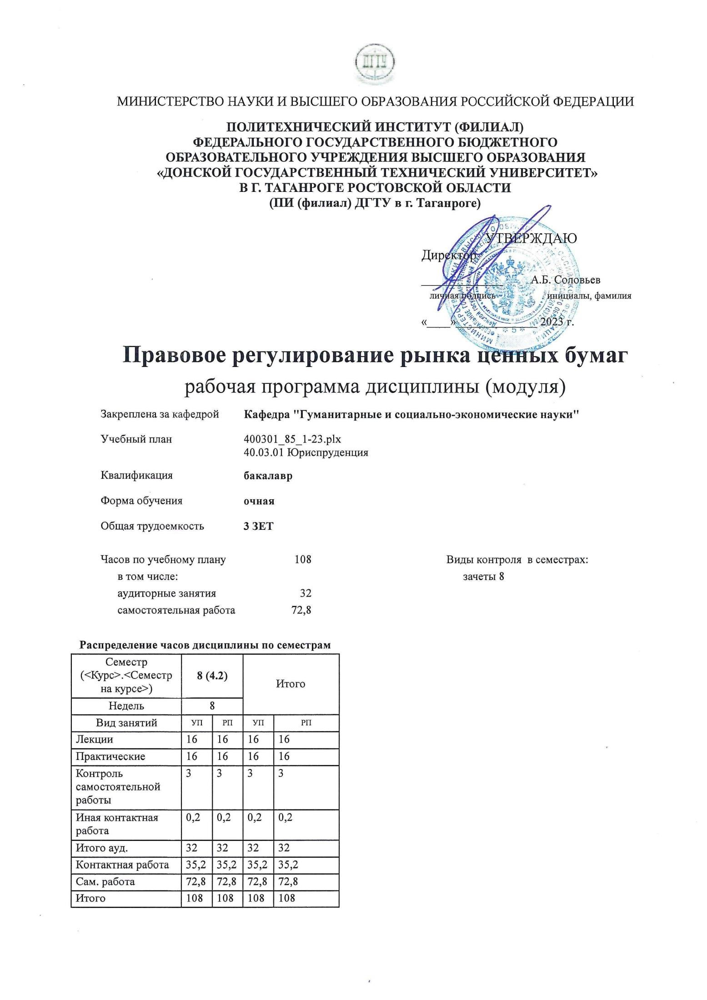 ДГТУ
МИНИСТЕРСТВО НАУКИ И ВЫСШЕГО ОБРАЗОВАНИЯ РОССИЙСКОЙ ФЕДЕРАЦИИ
ПОЛИТЕХНИЧЕСКИЙ ИНСТИТУТ (ФИЛИАЛ)
ФЕДЕРАЛЬНОГО ГОСУДАРСТВЕННОГО БЮДЖЕТНОГО
ОБРАЗОВАТЕЛЬНОГО УЧРЕЖДЕНИЯ ВЫСШЕГО ОБРАЗОВАНИЯ
«ДОНСКОЙ ГОСУДАРСТВЕННЫЙ ТЕХНИЧЕСКИЙ УНИВЕРСИТЕТ»
В Г. ТАГАНРОГЕ РОСТОВСКОЙ ОБЛАСТИ
(ПИ (филиал) ДГТУ в г. Таганроге)
УТВЕРЖДАЮ
Директор
А.Б. Соловьев
личная подпись инициалы, фамилия
«____»______________ 2023 г.
Правовое регулирование рынка ценных бумаг
рабочая программа дисциплины (модуля)
Закреплена за кафедрой Кафедра "Гуманитарные и социально-экономические науки"
Учебный план 400301_85_1-23.plx
40.03.01 Юриспруденция
Квалификация бакалавр
Форма обучения очная
Общая трудоемкость 3 ЗЕТ
Часов по учебному плану 108 Виды контроля в семестрах:
в том числе: зачеты 8
аудиторные занятия 32
самостоятельная работа 72,8
Распределение часов дисциплины по семестрам
Семестр
(<Курс>.<Семестр
на курсе>)
8 (4.2)
Итого
Недель 8
Вид занятий УП РП УП РП
Лекции 16 16 16 16
Практические 16 16 16 16
Контроль
самостоятельной
работы
3 3 3 3
Иная контактная
работа
0,2 0,2 0,2 0,2
Итого ауд. 32 32 32 32
Контактная работа 35,2 35,2 35,2 35,2
Сам. работа 72,8 72,8 72,8 72,8
Итого 108 108 108 108